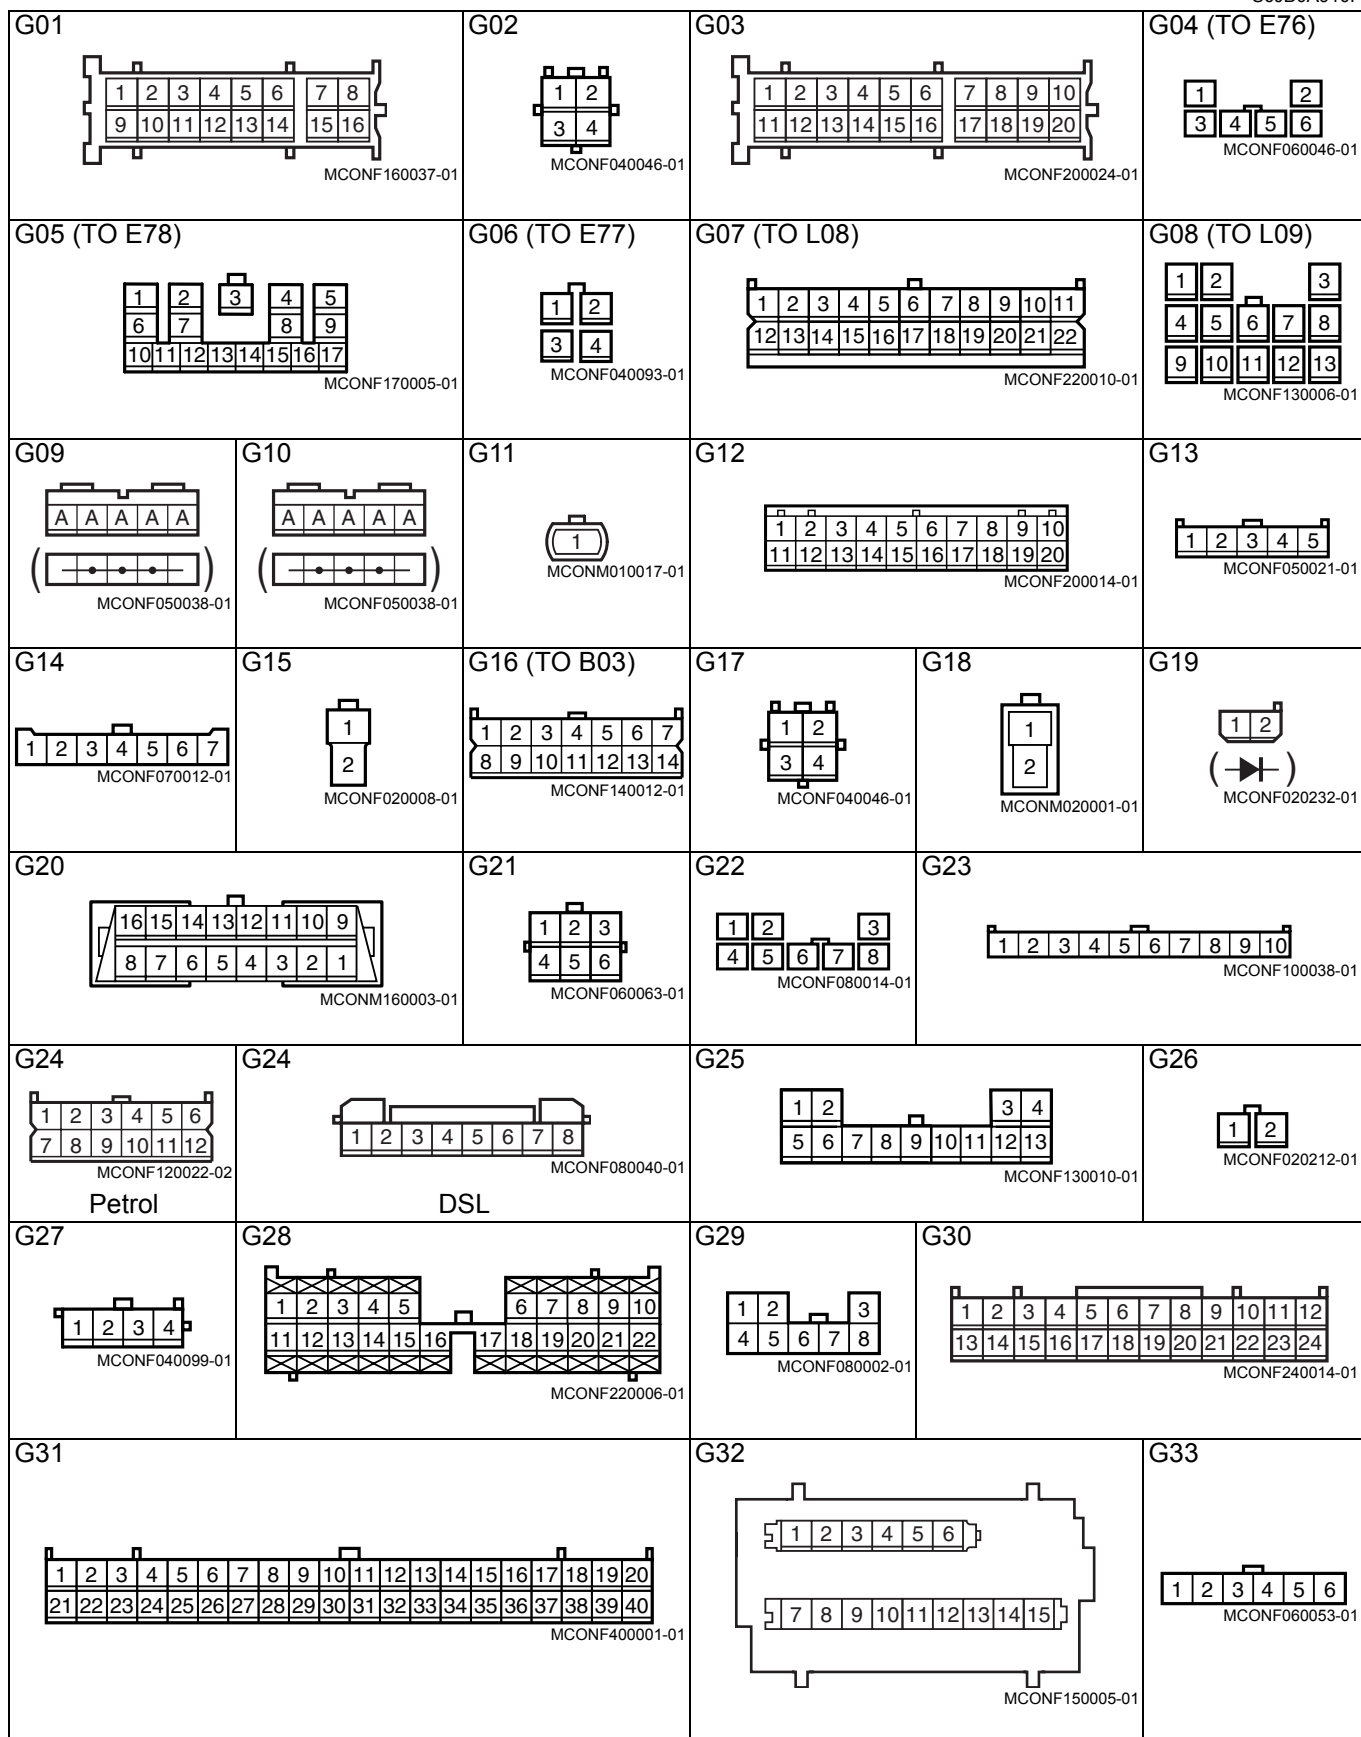 G01
1 2 3 4 5 6 7 8
9 10 11 12 13 14 15 16
MCONF160037-01
G02
1 2
3 4
MCONF040046-01
G03
1 2 3 4 5 6 7 8 9 10
11 12 13 14 15 16 17 18 19 20
MCONF200024-01
G04 (TO E76)
1 2
3 4 5 6
MCONF060046-01
G05 (TO E78)
1 2 3 4 5
6 7 8 9
10 11 12 13 14 15 16 17
MCONF170005-01
G06 (TO E77)
1 2
3 4
MCONF040093-01
G07 (TO L08)
1 2 3 4 5 6 7 8 9 10 11
12 13 14 15 16 17 18 19 20 21 22
MCONF220010-01
G08 (TO L09)
1 2 3
4 5 6 7 8
9 10 11 12 13
MCONF130006-01
G09
A A A A A
MCONF050038-01
G10
A A A A A
MCONF050038-01
G11
1
MCONM010017-01
G12
1 2 3 4 5 6 7 8 9 10
11 12 13 14 15 16 17 18 19 20
MCONF200014-01
G13
1 2 3 4 5
MCONF050021-01
G14
1 2 3 4 5 6 7
MCONF070012-01
G15
1
2
MCONF020008-01
G16 (TO B03)
1 2 3 4 5 6 7
8 9 10 11 12 13 14
MCONF140012-01
G17
1 2
3 4
MCONF040046-01
G18
1
2
MCONM020001-01
G19
1 2
MCONF020232-01
G20
16 15 14 13 12 11 10 9
8 7 6 5 4 3 2 1
MCONM160003-01
G21
1 2 3
4 5 6
MCONF060063-01
G22
1 2 3
4 5 6 7 8
MCONF080014-01
G23
1 2 3 4 5 6 7 8 9 10
MCONF100038-01
G24
1 2 3 4 5 6
7 8 9 10 11 12
MCONF120022-02
Petrol
G24
1 2 3 4 5 6 7 8
MCONF080040-01
DSL
G25
1 2 3 4
5 6 7 8 9 10 11 12 13
MCONF130010-01
G26
1 2
MCONF020212-01
G27
1 2 3 4
MCONF040099-01
G28
1 2 3 4 5 6 7 8 9 10
11 12 13 14 15 16 17 18 19 20 21 22
MCONF220006-01
G29
1 2 3
4 5 6 7 8
MCONF080002-01
G30
1 2 3 4 5 6 7 8 9 10 11 12
13 14 15 16 17 18 19 20 21 22 23 24
MCONF240014-01
G31
1 2 3 4 5 6 7 8 9 10 11 12 13 14 15 16 17 18 19 20
21 22 23 24 25 26 27 28 29 30 31 32 33 34 35 36 37 38 39 40
MCONF400001-01
G32
1 2 3 4 5 6
7 8 9 10 11 12 13 14 15
MCONF150005-01
G33
1 2 3 4 5 6
MCONF060053-01